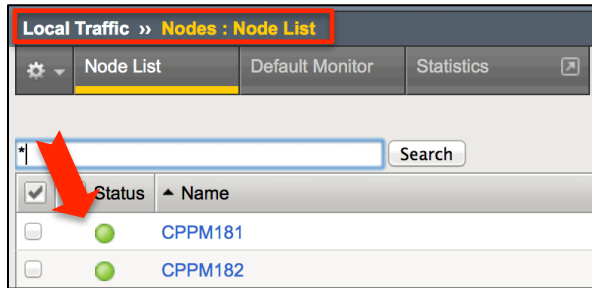 Local Traffic ›› Nodes : Node List
Node List Default Monitor Statistics
* Search
Status Name
CPPM181
CPPM182